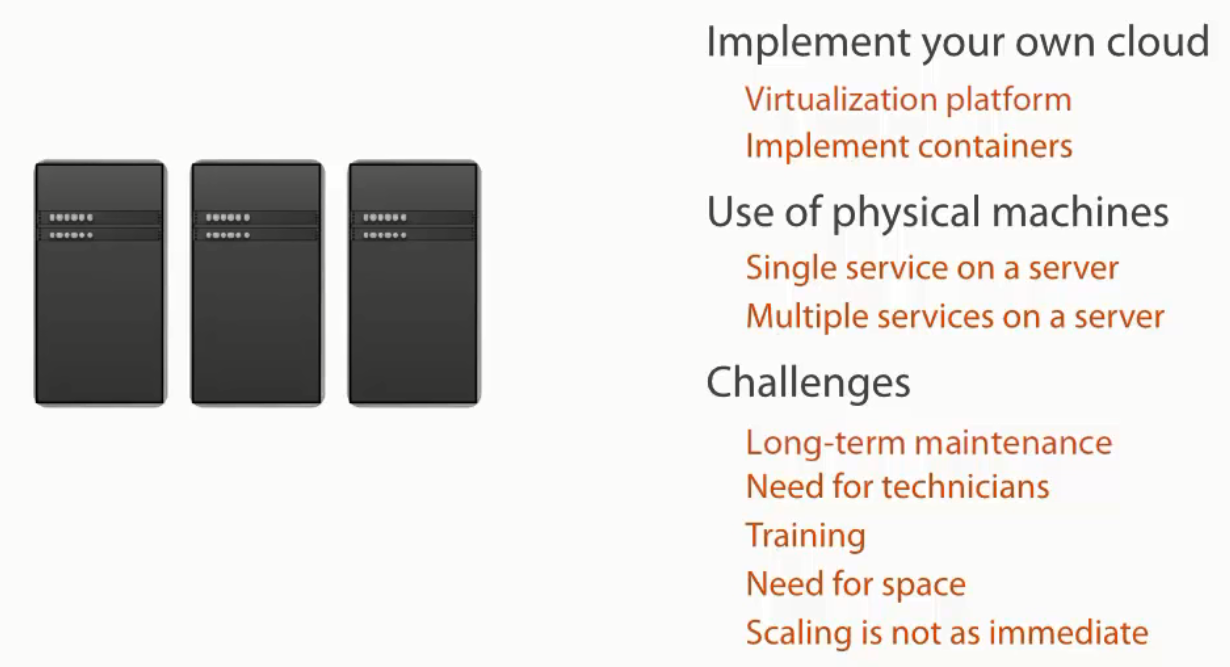 Implement your own cloud
Virtualization platform
Implement containers
Use of physical machines
Single service on a server
Multiple services on a server
Challenges
Long-term maintenance
Need for technicians
Training
Need for space
Scaling is not as immediate